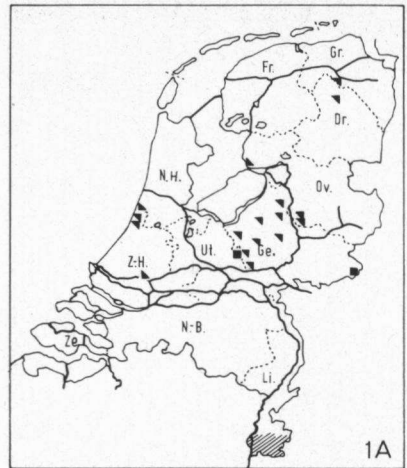 Fr.
Gr.
Dr.
N.H.
Ov.
Ut.
Ge.
Z-H.
N-B.
Ze
Li.
1A